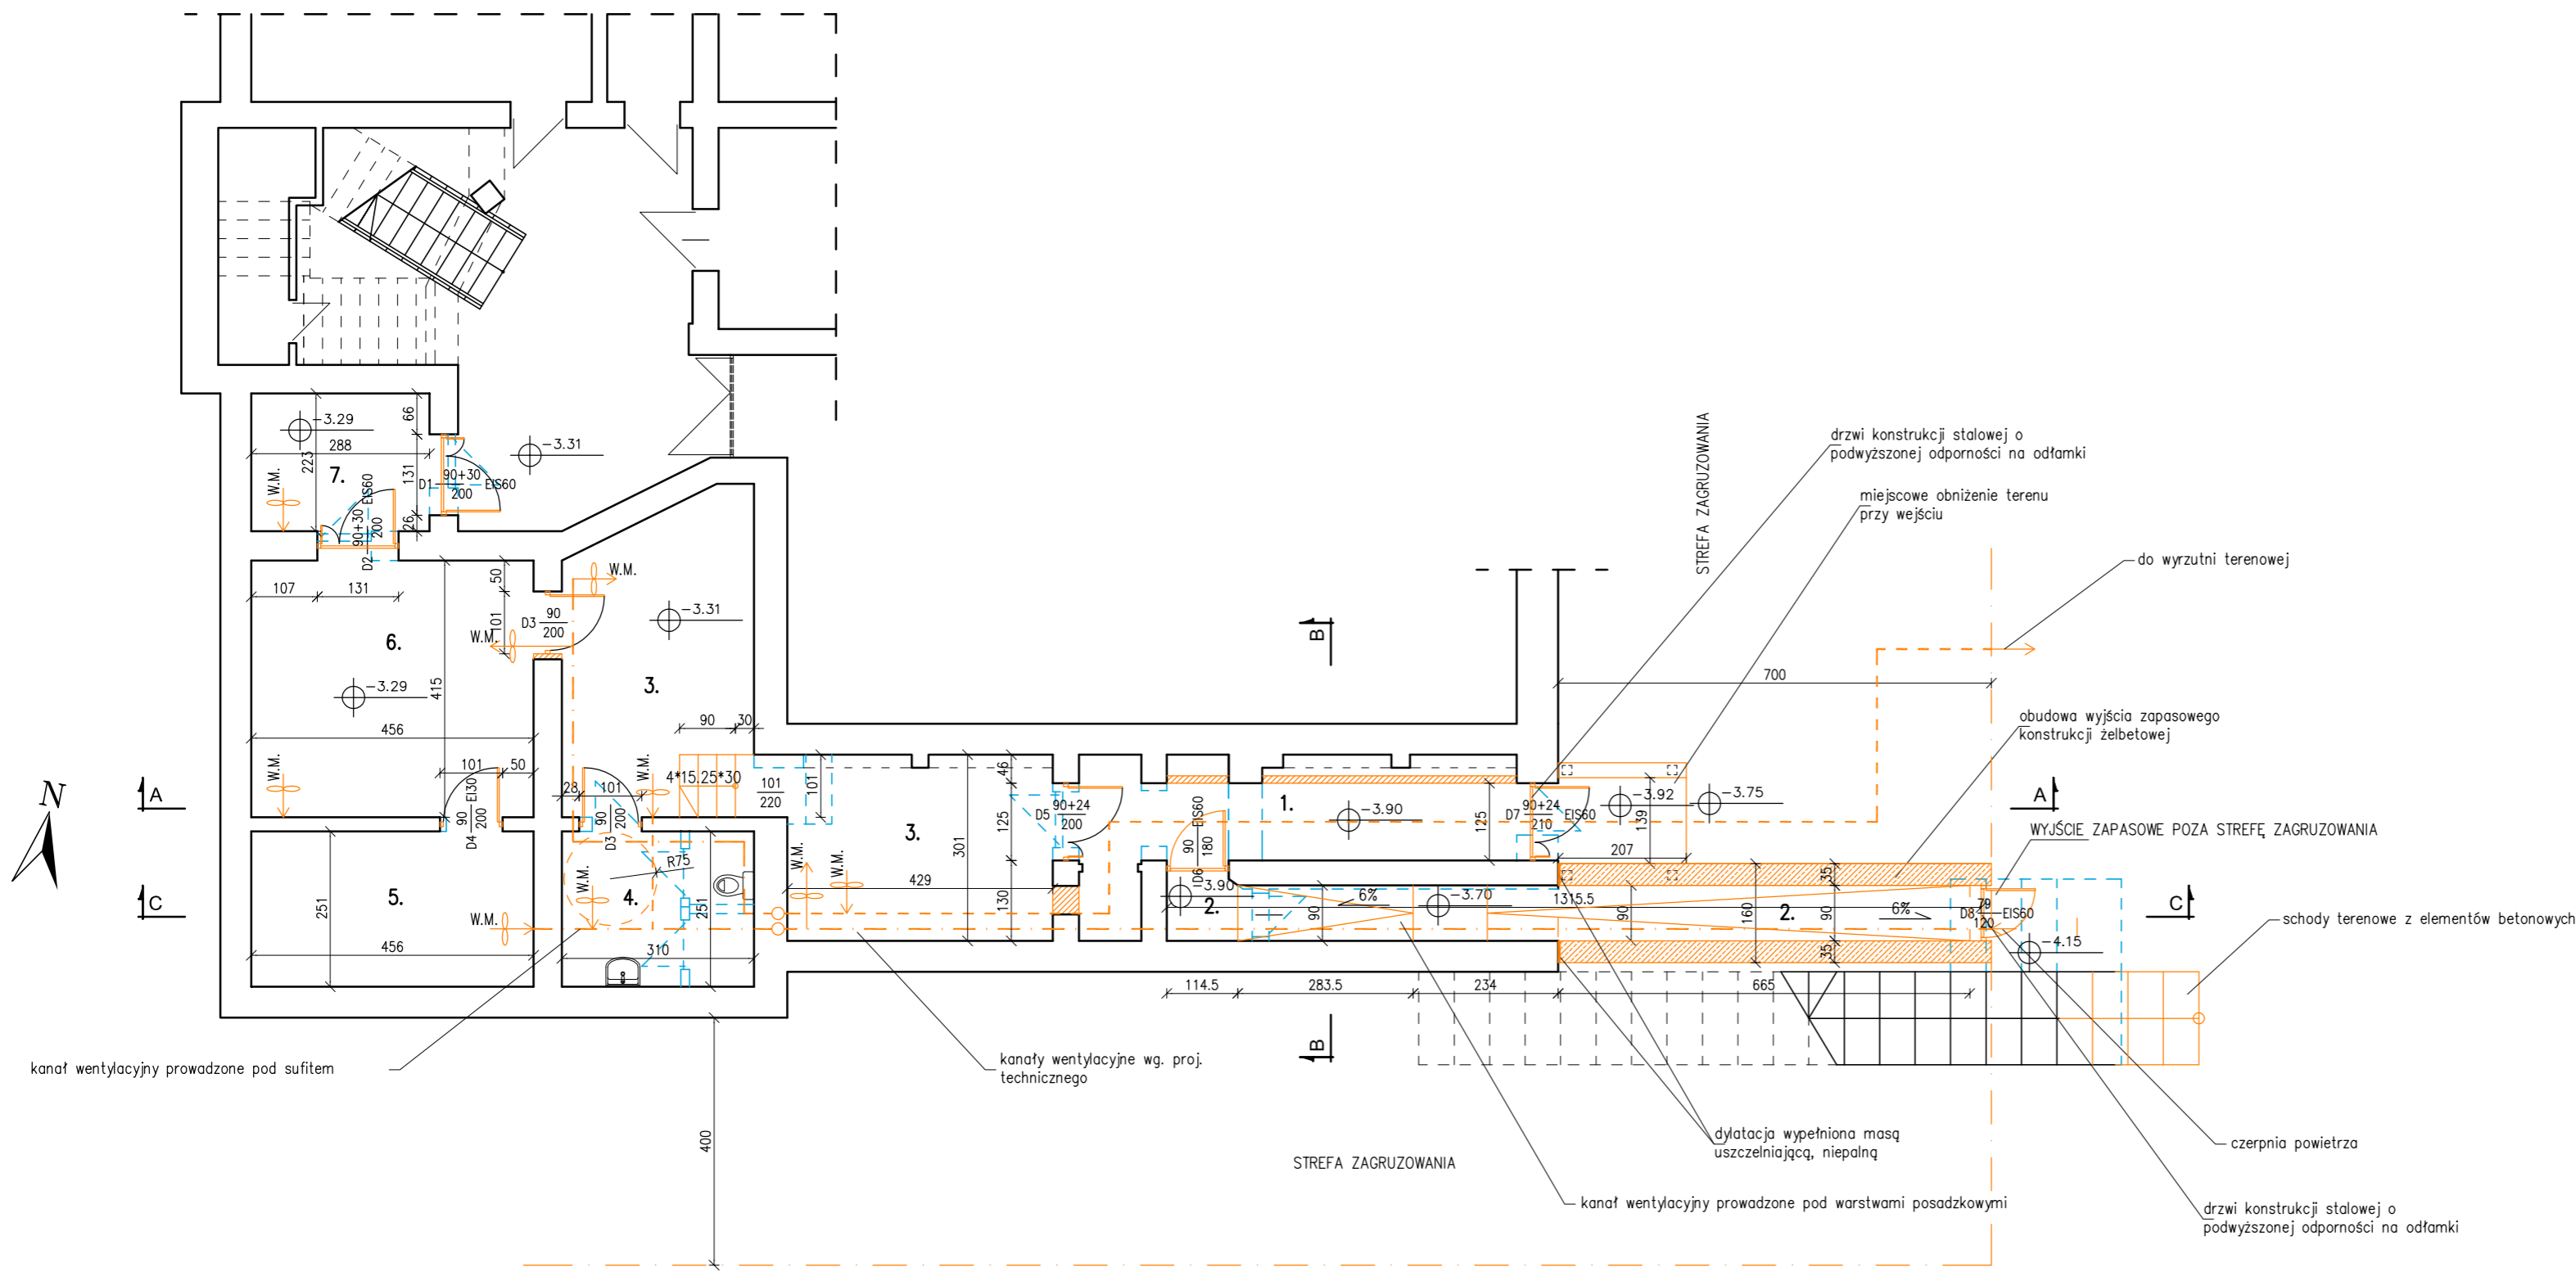 -3.29
288
223
66
131
26
7.
W.M.
-3.31
D1 90+30 EIS60
200
D2 90+30 EIS60
200
107
131
50
101
W.M.
D3 90
200
-3.31
6.
W.M.
-3.29
415
456
3.
90
30
W.M.
101
50
28
101
W.M.
4*15.25*30
101
220
101
D4 90 EI30
200
D3 90
200
N
A
C
5.
251
456
W.M.
W.M.
4.
R75
251
310
W.M.
W.M.
429
3.
301
46
125
130
D5 90+24
200
D6 90 EIS60
180
1.
-3.90
125
D7 90+24 EIS60
210
-3.92
-3.75
139
207
-3.90
2.
90
6%
-3.70
1315.5
90
160
35
90
35
2.
6%
79
D8 EIS60
120
-4.15
114.5
283.5
234
665
700
400
B
B
A
C
STREFA ZAGRUZOWANIA
drzwi konstrukcji stalowej o
podwyższonej odporności na odłamki
miejscowe obniżenie terenu
przy wejściu
do wyrzutni terenowej
obudowa wyjścia zapasowego
konstrukcji żelbetowej
WYJŚCIE ZAPASOWE POZA STREFĘ ZAGRUZOWANIA
schody terenowe z elementów betonowych
kanał wentylacyjny prowadzone pod sufitem
kanały wentylacyjne wg. proj.
technicznego
dylatacja wypełniona masą
uszczelniającą, niepalną
czerpnia powietrza
STREFA ZAGRUZOWANIA
kanał wentylacyjny prowadzone pod warstwami posadzkowymi
drzwi konstrukcji stalowej o
podwyższonej odporności na odłamki